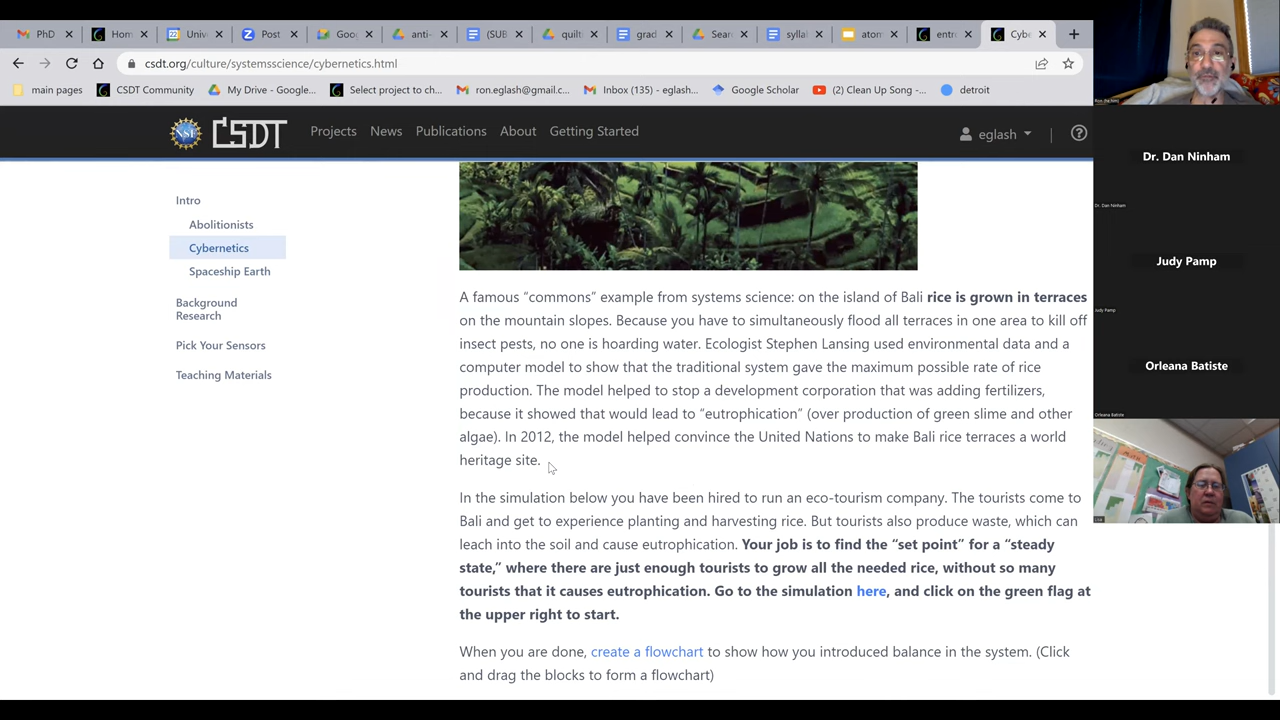 PhD
Hom
Univ
Post
Goo
anti-
(SUB
quilt
grad
Sear
sylla
atom
entr
Cybe
csdt.org/culture/systemsscience/cybernetics.html
main pages
CSDT Community
My Drive - Google...
Select project to ch...
ron.eglash@gmail.c...
Inbox (135) - eglash...
Google Scholar
(2) Clean Up Song -...
detroit
NSF
CSDT
Projects
News
Publications
About
Getting Started
eglash
Intro
Abolitionists
Cybernetics
Spaceship Earth
Background
Research
Pick Your Sensors
Teaching Materials
A famous “commons” example from systems science: on the island of Bali rice is grown in terraces
on the mountain slopes. Because you have to simultaneously flood all terraces in one area to kill off
insect pests, no one is hoarding water. Ecologist Stephen Lansing used environmental data and a
computer model to show that the traditional system gave the maximum possible rate of rice
production. The model helped to stop a development corporation that was adding fertilizers,
because it showed that would lead to “eutrophication” (over production of green slime and other
algae). In 2012, the model helped convince the United Nations to make Bali rice terraces a world
heritage site.
In the simulation below you have been hired to run an eco-tourism company. The tourists come to
Bali and get to experience planting and harvesting rice. But tourists also produce waste, which can
leach into the soil and cause eutrophication. Your job is to find the “set point” for a “steady
state,” where there are just enough tourists to grow all the needed rice, without so many
tourists that it causes eutrophication. Go to the simulation here, and click on the green flag at
the upper right to start.
When you are done, create a flowchart to show how you introduced balance in the system. (Click
and drag the blocks to form a flowchart)
Dr. Dan Ninham
Dr. Dan Ninham
Judy Pamp
Judy Pamp
Orleana Batiste
Orleana Batiste